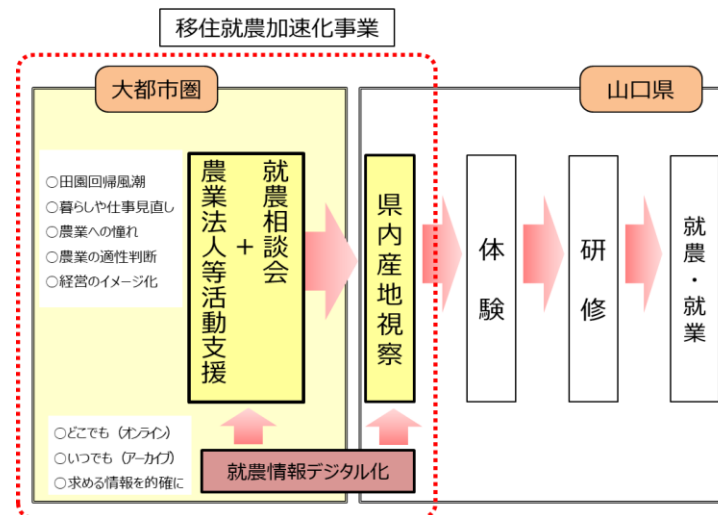 移住就農加速化事業
大都市圏
山口県
○田園回帰風潮
○暮らしや仕事見直し
○農業への憧れ
○農業の適性判断
○経営のイメージ化
就農相談会
+
農業法人等活動支援
県内産地視察
体験
研修
就農・就業
○どこでも（オンライン）
○いつでも（アーカイブ）
○求める情報を的確に
就農情報デジタル化